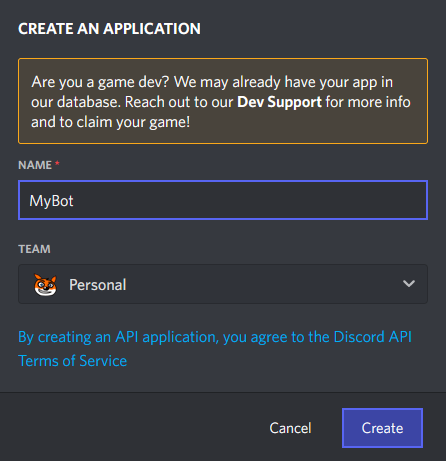 CREATE AN APPLICATION
Are you a game dev? We may already have your app in
our database. Reach out to our Dev Support for more info
and to claim your game!
NAME *
MyBot
TEAM
Personal
By creating an API application, you agree to the Discord API
Terms of Service
Cancel
Create